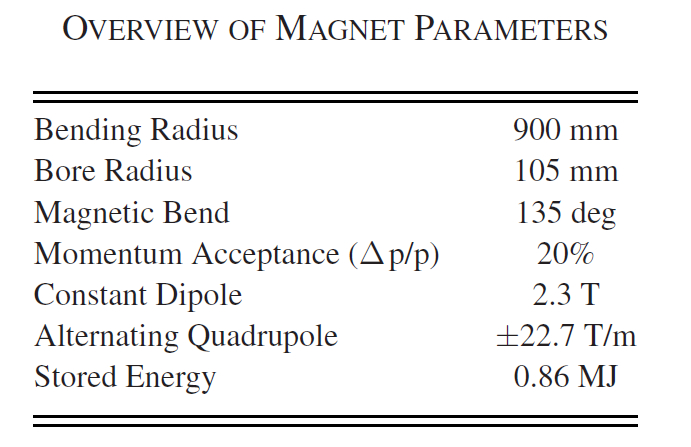 OVERVIEW OF MAGNET PARAMETERS
Bending Radius 900 mm
Bore Radius 105 mm
Magnetic Bend 135 deg
Momentum Acceptance (Δ p/p) 20%
Constant Dipole 2.3 T
Alternating Quadrupole ±22.7 T/m
Stored Energy 0.86 MJ